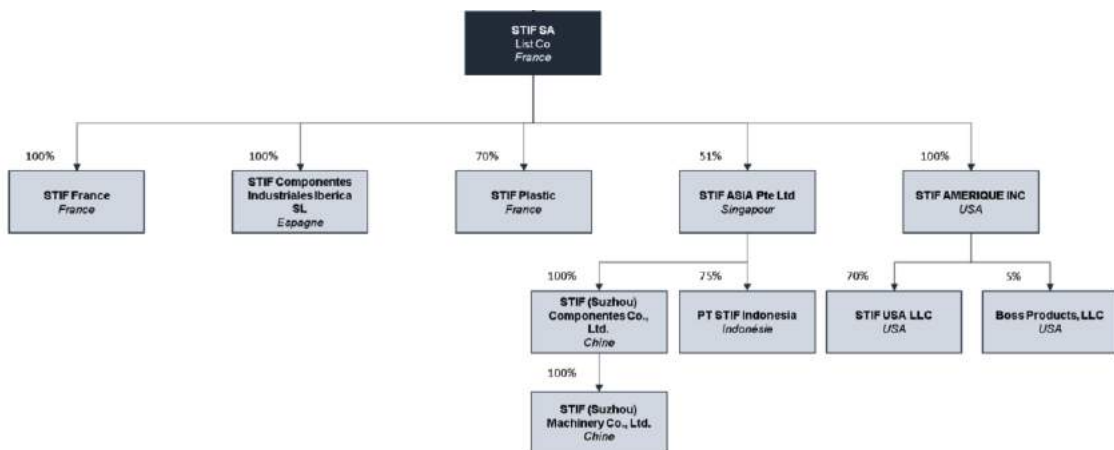 STIF SA
List Co
France
100%
100%
70%
51%
100%
STIF France
France
STIF Componentes
Industriales Iberica
SL
Espagne
STIF Plastic
France
STIF ASIA Pte Ltd
Singapour
STIF AMERIQUE INC
USA
100%
75%
70%
5%
STIF (Suzhou)
Componentes Co.,
Ltd.
Chine
PT STIF Indonesia
Indonésie
STIF USA LLC
USA
Boss Products, LLC
USA
100%
STIF (Suzhou)
Machinery Co., Ltd.
Chine